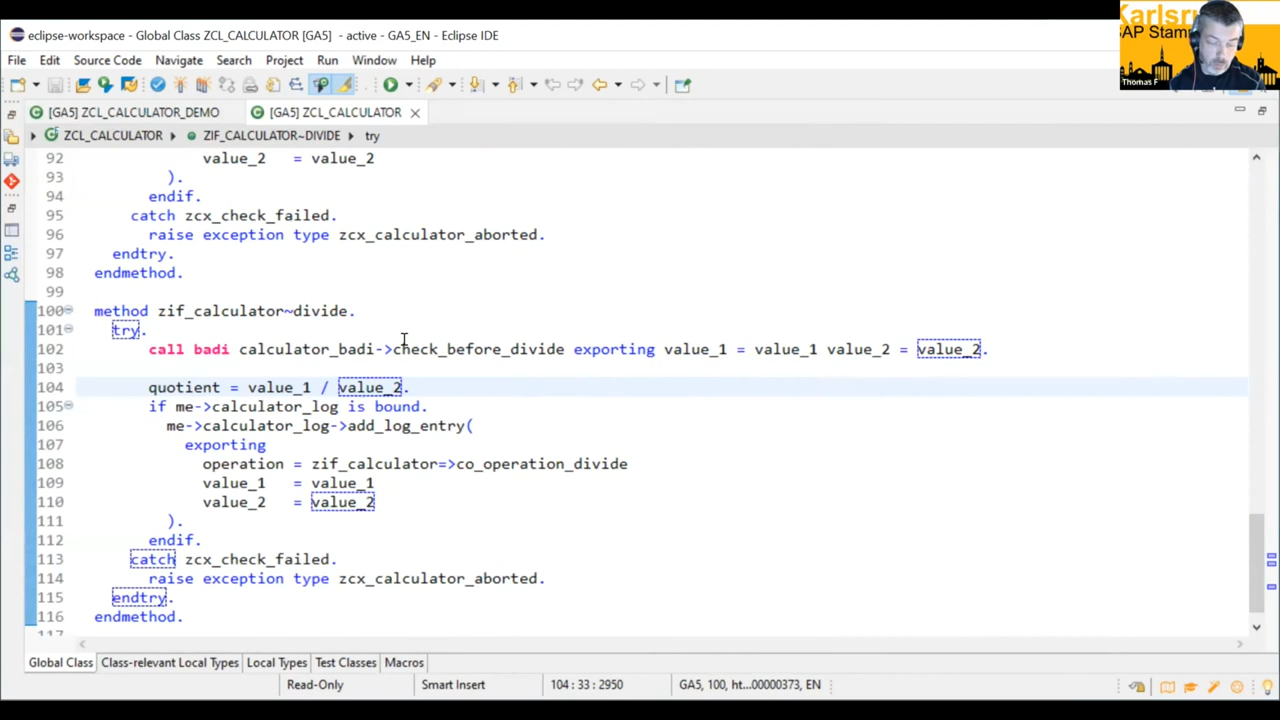 eclipse-workspace - Global Class ZCL_CALCULATOR [GA5] - active - GA5_EN - Eclipse IDE
Karlsr
SAP Stamm
Thomas F
File Edit Source Code Navigate Search Project Run Window Help
[GA5] ZCL_CALCULATOR_DEMO [GA5] ZCL_CALCULATOR
ZCL_CALCULATOR ZIF_CALCULATOR~DIVIDE try
92 value_2 = value_2
93 ).
94 endif.
95 catch zcx_check_failed.
96 raise exception type zcx_calculator_aborted.
97 endtry.
98 endmethod.
99
100 method zif_calculator~divide.
101 try.
102 call badi calculator_badi->check_before_divide exporting value_1 = value_1 value_2 = value_2.
103
104 quotient = value_1 / value_2.
105 if me->calculator_log is bound.
106 me->calculator_log->add_log_entry(
107 exporting
108 operation = zif_calculator=>co_operation_divide
109 value_1 = value_1
110 value_2 = value_2
111 ).
112 endif.
113 catch zcx_check_failed.
114 raise exception type zcx_calculator_aborted.
115 endtry.
116 endmethod.
117
Global Class Class-relevant Local Types Local Types Test Classes Macros
Read-Only Smart Insert 104 : 33 : 2950 GA5, 100, ht...00000373, EN